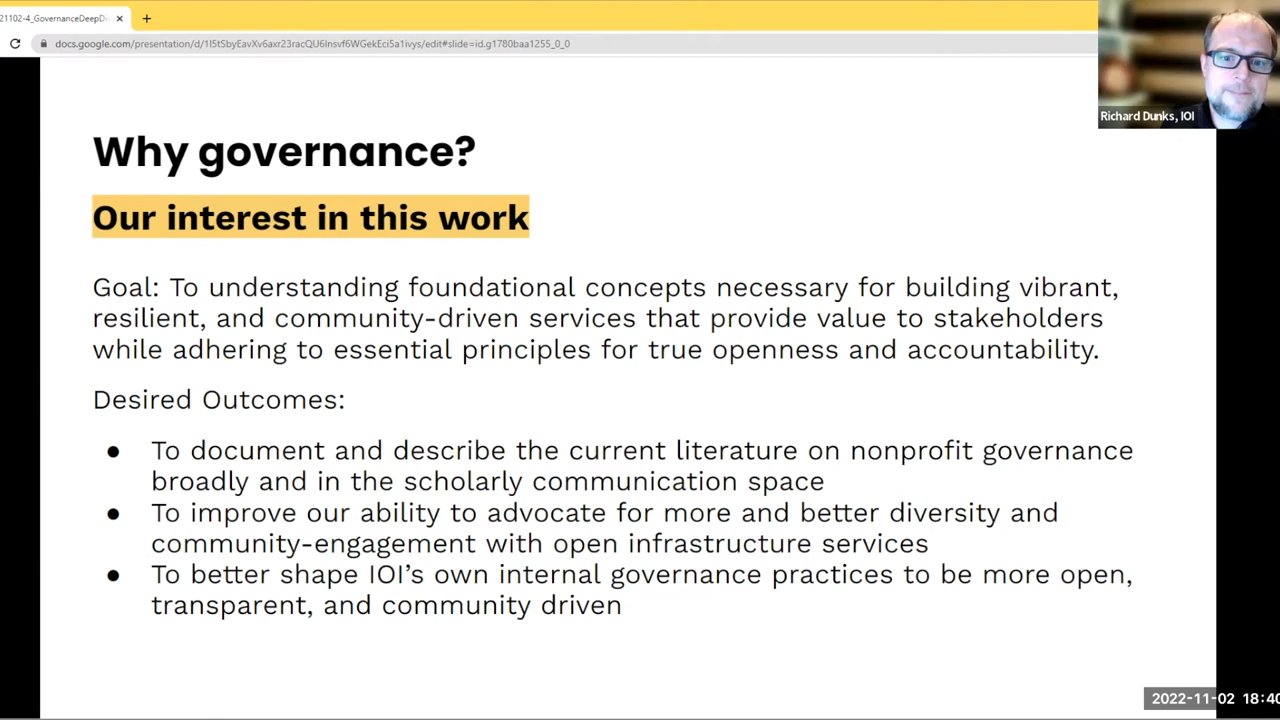 21102-4_GovernanceDeepDi
docs.google.com/presentation/d/1I5tSbyEavXv6axr23racQU6Insvf6WGekEci5a1ivys/edit#slide=id.g1780baa1255_0_0
Richard Dunks, IOI
Why governance?
Our interest in this work
Goal: To understanding foundational concepts necessary for building vibrant,
resilient, and community-driven services that provide value to stakeholders
while adhering to essential principles for true openness and accountability.
Desired Outcomes:
● To document and describe the current literature on nonprofit governance
broadly and in the scholarly communication space
● To improve our ability to advocate for more and better diversity and
community-engagement with open infrastructure services
● To better shape IOI’s own internal governance practices to be more open,
transparent, and community driven
2022-11-02 18:40